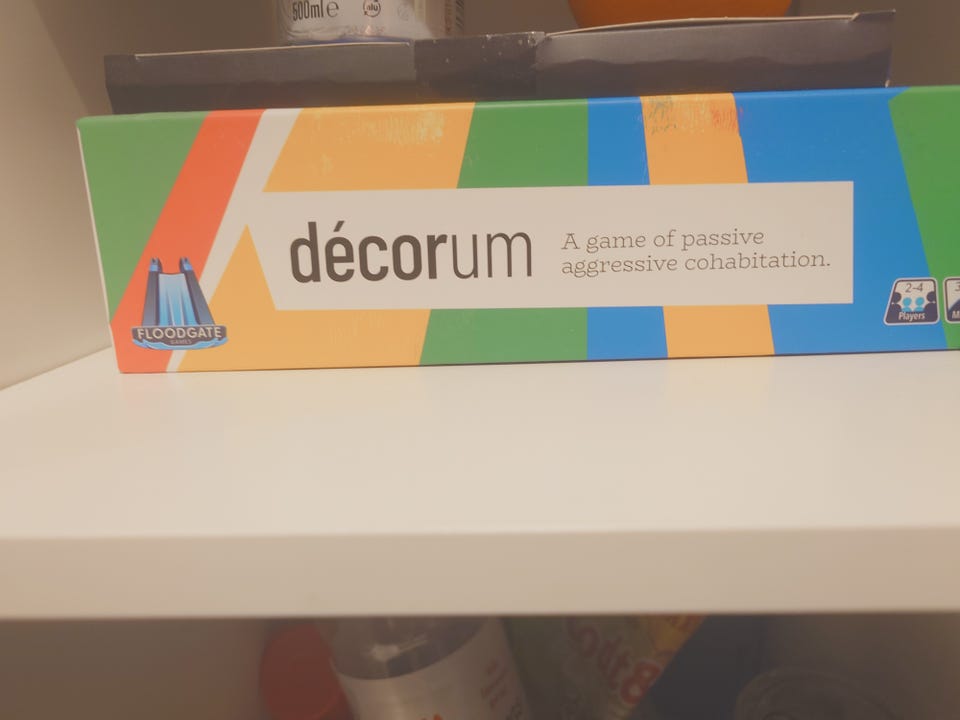 500ml e
décorum
A game of passive
aggressive cohabitation.
FLOODGATE
GAMES
2-4
Players